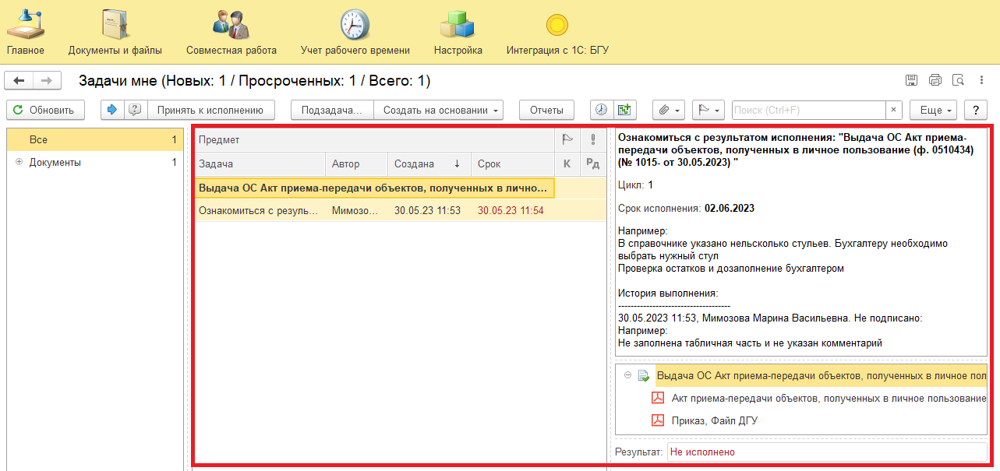 Главное
Документы и файлы
Совместная работа
Учет рабочего времени
Настройка
Интеграция с 1С: БГУ
Задачи мне (Новых: 1 / Просроченных: 1 / Всего: 1)
Обновить
Принять к исполнению
Подзадача...
Создать на основании
Отчеты
Поиск (Ctrl+F)
×
Еще
?
Все 1
Документы 1
Предмет
Задача Автор Создана ↓ Срок К Рд
Выдача ОС Акт приема-передачи объектов, полученных в лично...
Ознакомиться с резуль... Мимозо... 30.05.23 11:53 30.05.23 11:54
Ознакомиться с результатом исполнения: "Выдача ОС Акт приема-
передачи объектов, полученных в личное пользование (ф. 0510434)
(№ 1015- от 30.05.2023) "
Цикл: 1
Срок исполнения: 02.06.2023
Например:
В справочнике указано нельсколько стульев. Бухгалтеру необходимо
выбрать нужный стул
Проверка остатков и дозаполнение бухгалтером
История выполнения:
------------------------------------
30.05.2023 11:53, Мимозова Марина Васильевна. Не подписано:
Например:
Не заполнена табличная часть и не указан комментарий
Выдача ОС Акт приема-передачи объектов, полученных в личное пол
Акт приема-передачи объектов, полученных в личное пользование
Приказ, Файл ДГУ
Результат: Не исполнено